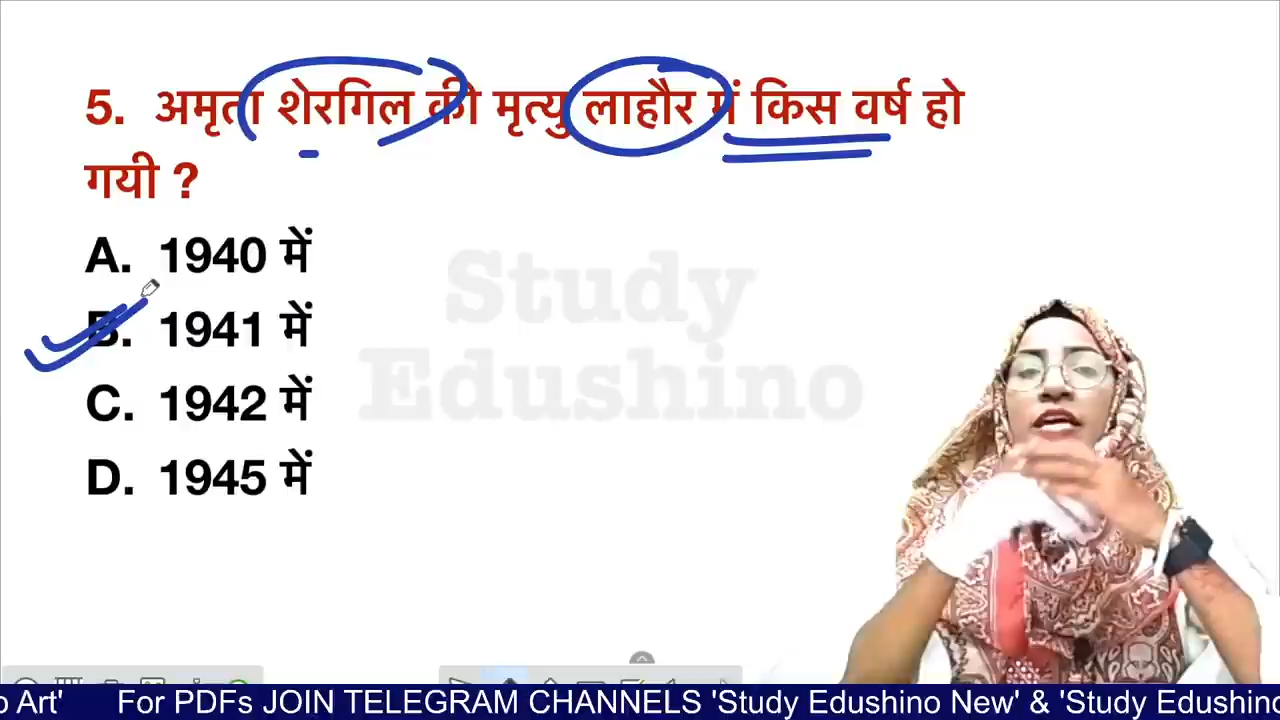 5. अमृता शेरगिल की मृत्यु लाहौर में किस वर्ष हो
गयी ?
A. 1940 में
B. 1941 में
C. 1942 में
D. 1945 में
Study
Edushino
Art' For PDFs JOIN TELEGRAM CHANNELS 'Study Edushino New' & 'Study Edushino